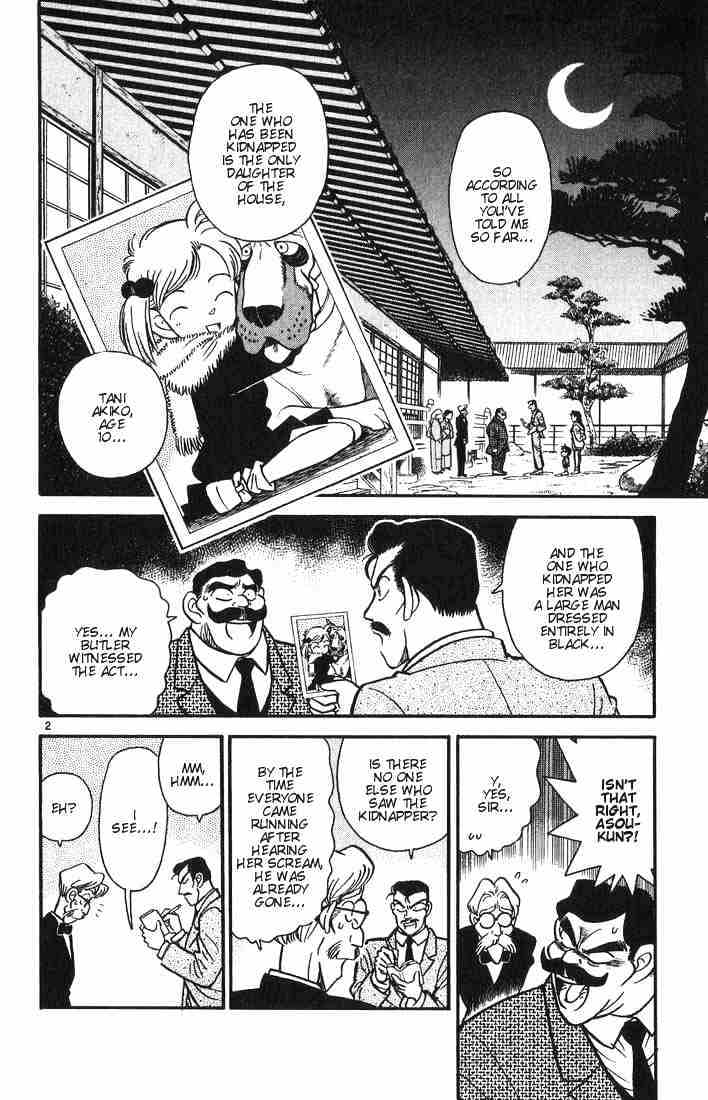 SO
ACCORDING
TO ALL
YOU'VE
TOLD ME
SO FAR...
THE
ONE WHO
HAS BEEN
KIDNAPPED
IS THE ONLY
DAUGHTER
OF THE
HOUSE,
TANI
AKIKO,
AGE
10...
AND THE
ONE WHO
KIDNAPPED
HER WAS
A LARGE MAN
DRESSED
ENTIRELY IN
BLACK...
YES... MY
BUTLER
WITNESSED
THE ACT...
2
ISN'T
THAT
RIGHT,
ASOU-
KUN?!
Y,
YES,
SIR...
IS THERE
NO ONE
ELSE WHO
SAW THE
KIDNAPPER?
BY THE
TIME
EVERYONE
CAME
RUNNING
AFTER
HEARING
HER SCREAM,
HE WAS
ALREADY
GONE...
MM,
HMM...
I
SEE...!
EH?